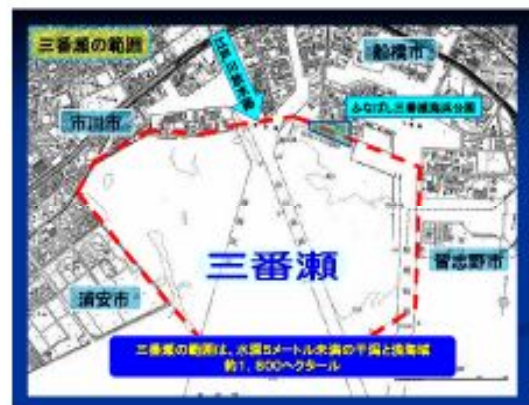 三番瀬の範囲
船橋市
ふなばし三番瀬海浜公園
市川市
三番瀬
習志野市
浦安市
三番瀬の範囲は、水深5メートル未満の干潟と浅海域
約1,800ヘクタール